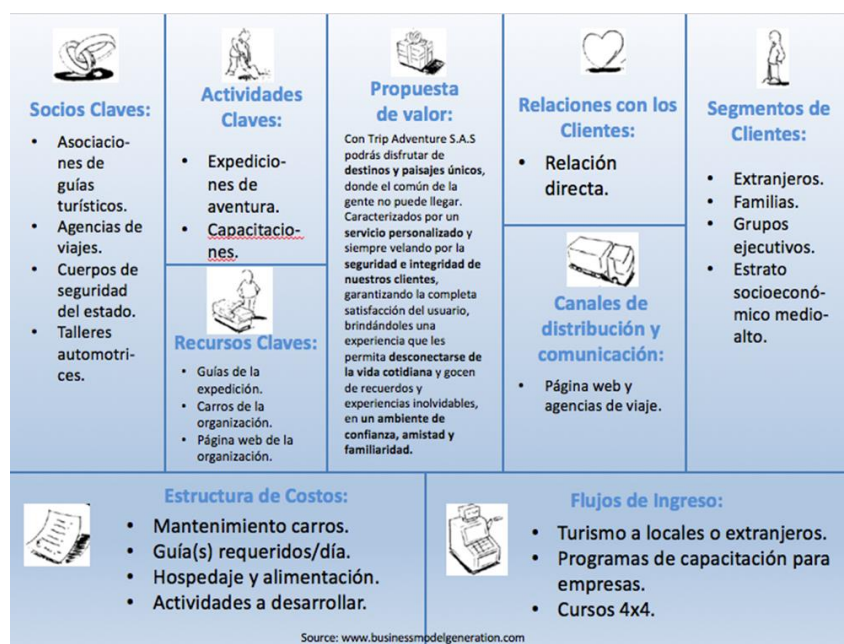 Socios Claves:
• Asociacio-
nes de
guías
turísticos.
• Agencias de
viajes.
• Cuerpos de
seguridad
del estado.
• Talleres
automotri-
ces.
Actividades
Claves:
• Expedicio-
nes de
aventura.
• Capacitacio-
nes.
Recursos Claves:
• Guías de la
expedición.
• Carros de la
organización.
• Página web de la
organización.
Propuesta
de valor:
Con Trip Adventure S.A.S
podrás disfrutar de
destinos y paisajes únicos,
donde el común de la
gente no puede llegar.
Caracterizados por un
servicio personalizado y
siempre velando por la
seguridad e integridad de
nuestros clientes,
garantizando la completa
satisfacción del usuario,
brindándoles una
experiencia que les
permita desconectarse de
la vida cotidiana y gocen
de recuerdos y
experiencias inolvidables,
en un ambiente de
confianza, amistad y
familiaridad.
Relaciones con los
Clientes:
• Relación
directa.
Canales de
distribución y
comunicación:
• Página web y
agencias de viaje.
Segmentos de
Clientes:
• Extranjeros.
• Familias.
• Grupos
ejecutivos.
• Estrato
socioeconó-
mico medio-
alto.
Estructura de Costos:
• Mantenimiento carros.
• Guía(s) requeridos/día.
• Hospedaje y alimentación.
• Actividades a desarrollar.
Flujos de Ingreso:
• Turismo a locales o extranjeros.
• Programas de capacitación para
empresas.
• Cursos 4x4.
Source: www.businessmodelgeneration.com